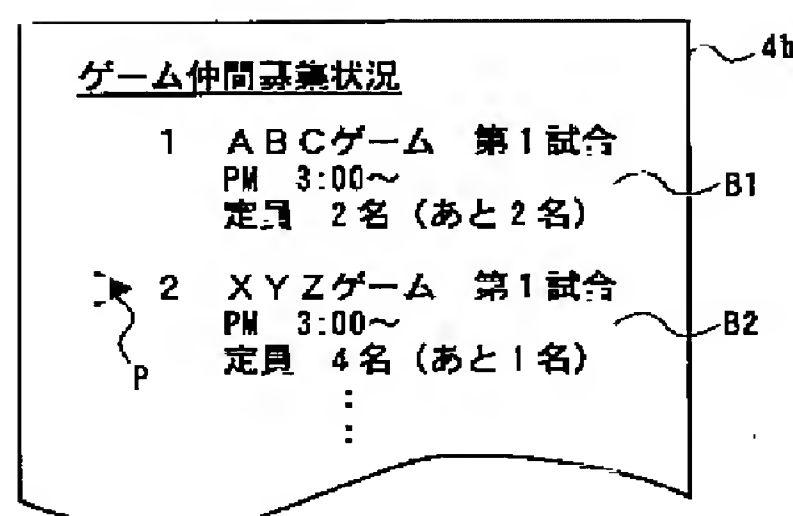 ゲーム仲間募集状況
4b
1 ABCゲーム 第1試合
PM 3:00~
定員 2名(あと2名)
B1
2 XYZゲーム 第1試合
PM 3:00~
定員 4名(あと1名)
B2
P